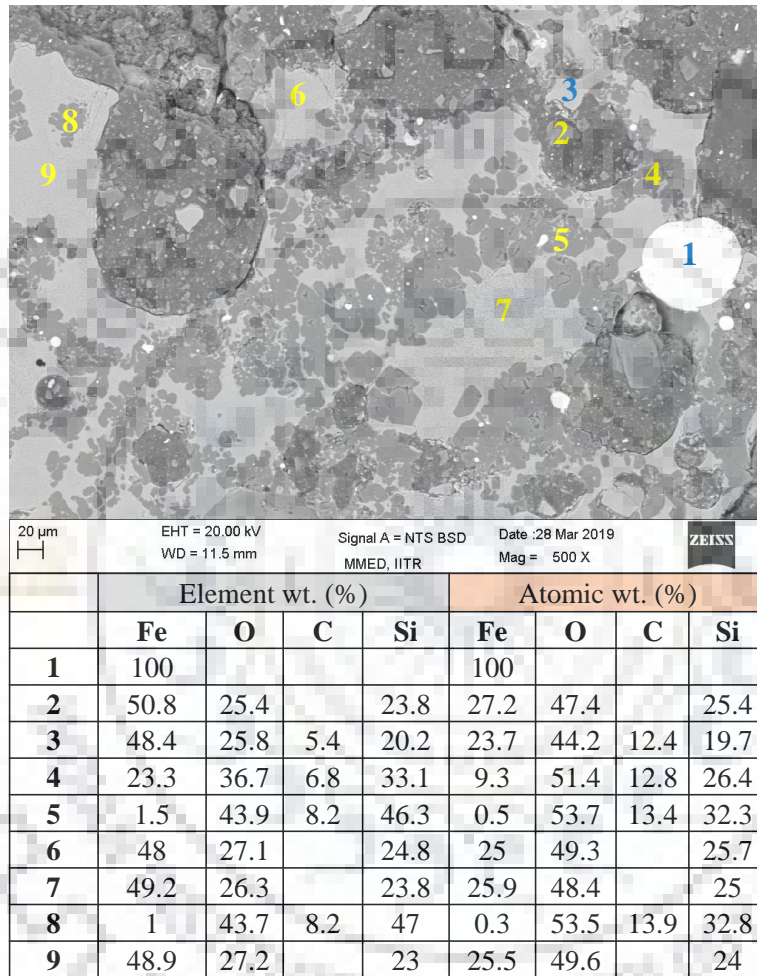 6
3
8
2
9
4
5
1
7
20 µm EHT = 20.00 kV Signal A = NTS BSD Date :28 Mar 2019 ZEISS
WD = 11.5 mm MMED, IITR Mag = 500 X
Element wt. (%) Atomic wt. (%)
Fe O C Si Fe O C Si
1 100 100
2 50.8 25.4 23.8 27.2 47.4 25.4
3 48.4 25.8 5.4 20.2 23.7 44.2 12.4 19.7
4 23.3 36.7 6.8 33.1 9.3 51.4 12.8 26.4
5 1.5 43.9 8.2 46.3 0.5 53.7 13.4 32.3
6 48 27.1 24.8 25 49.3 25.7
7 49.2 26.3 23.8 25.9 48.4 25
8 1 43.7 8.2 47 0.3 53.5 13.9 32.8
9 48.9 27.2 23 25.5 49.6 24